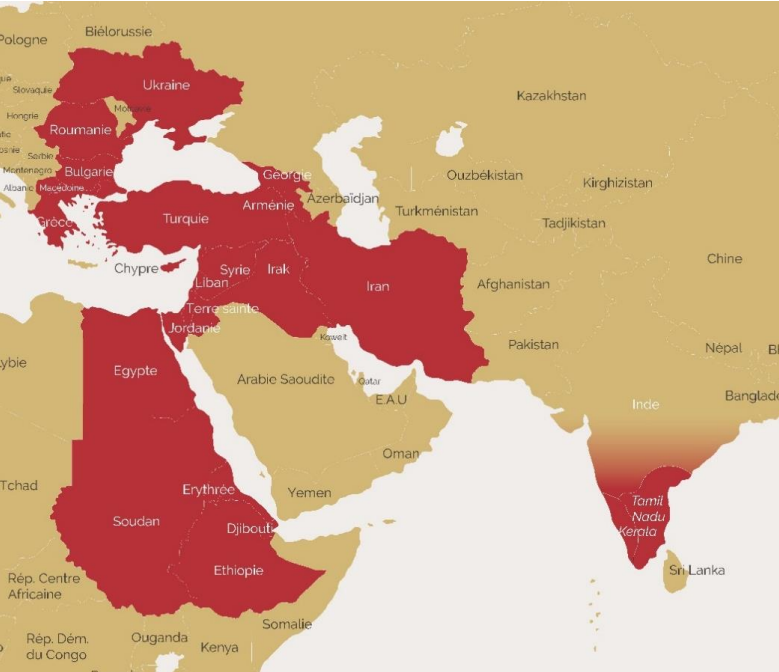 Pologne
Biélorussie
Slovaquie
Ukraine
Kazakhstan
Hongrie
Roumanie
Serbie
Montenegro
Bulgarie
Albanie
Macédoine
Géorgie
Ouzbékistan
Kirghizistan
Grèce
Turquie
Arménie
Azerbaïdjan
Turkménistan
Tadjikistan
Chypre
Syrie
Irak
Liban
Iran
Afghanistan
Chine
Terre sainte
Jordanie
Koweït
Pakistan
Népal
Egypte
Arabie Saoudite
Qatar
E.A.U
Inde
Oman
Tchad
Erythrée
Yemen
Soudan
Djibouti
Tamil
Nadu
Kerala
Ethiopie
Sri Lanka
Rép. Centre
Africaine
Somalie
Rép. Dém.
du Congo
Ouganda
Kenya